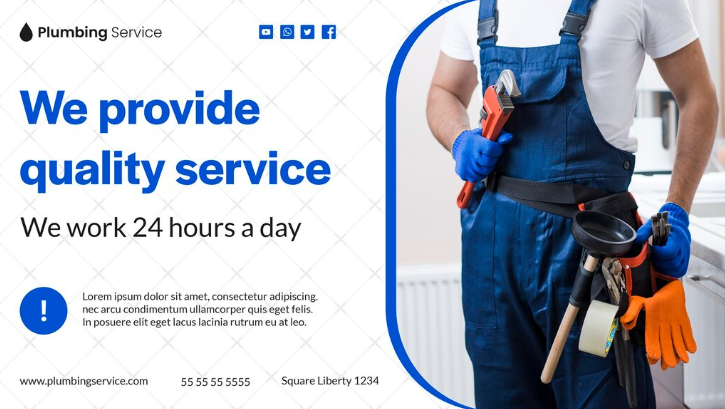 Plumbing Service
We provide
quality service
We work 24 hours a day
!
Lorem ipsum dolor sit amet, consectetur adipiscing.
nec arcu condimentum ullamcorper quis eget felis.
In posuere elit eget lacus lacinia rutrum eu at leo.
www.plumbingservice.com
55 55 55 5555
Square Liberty 1234